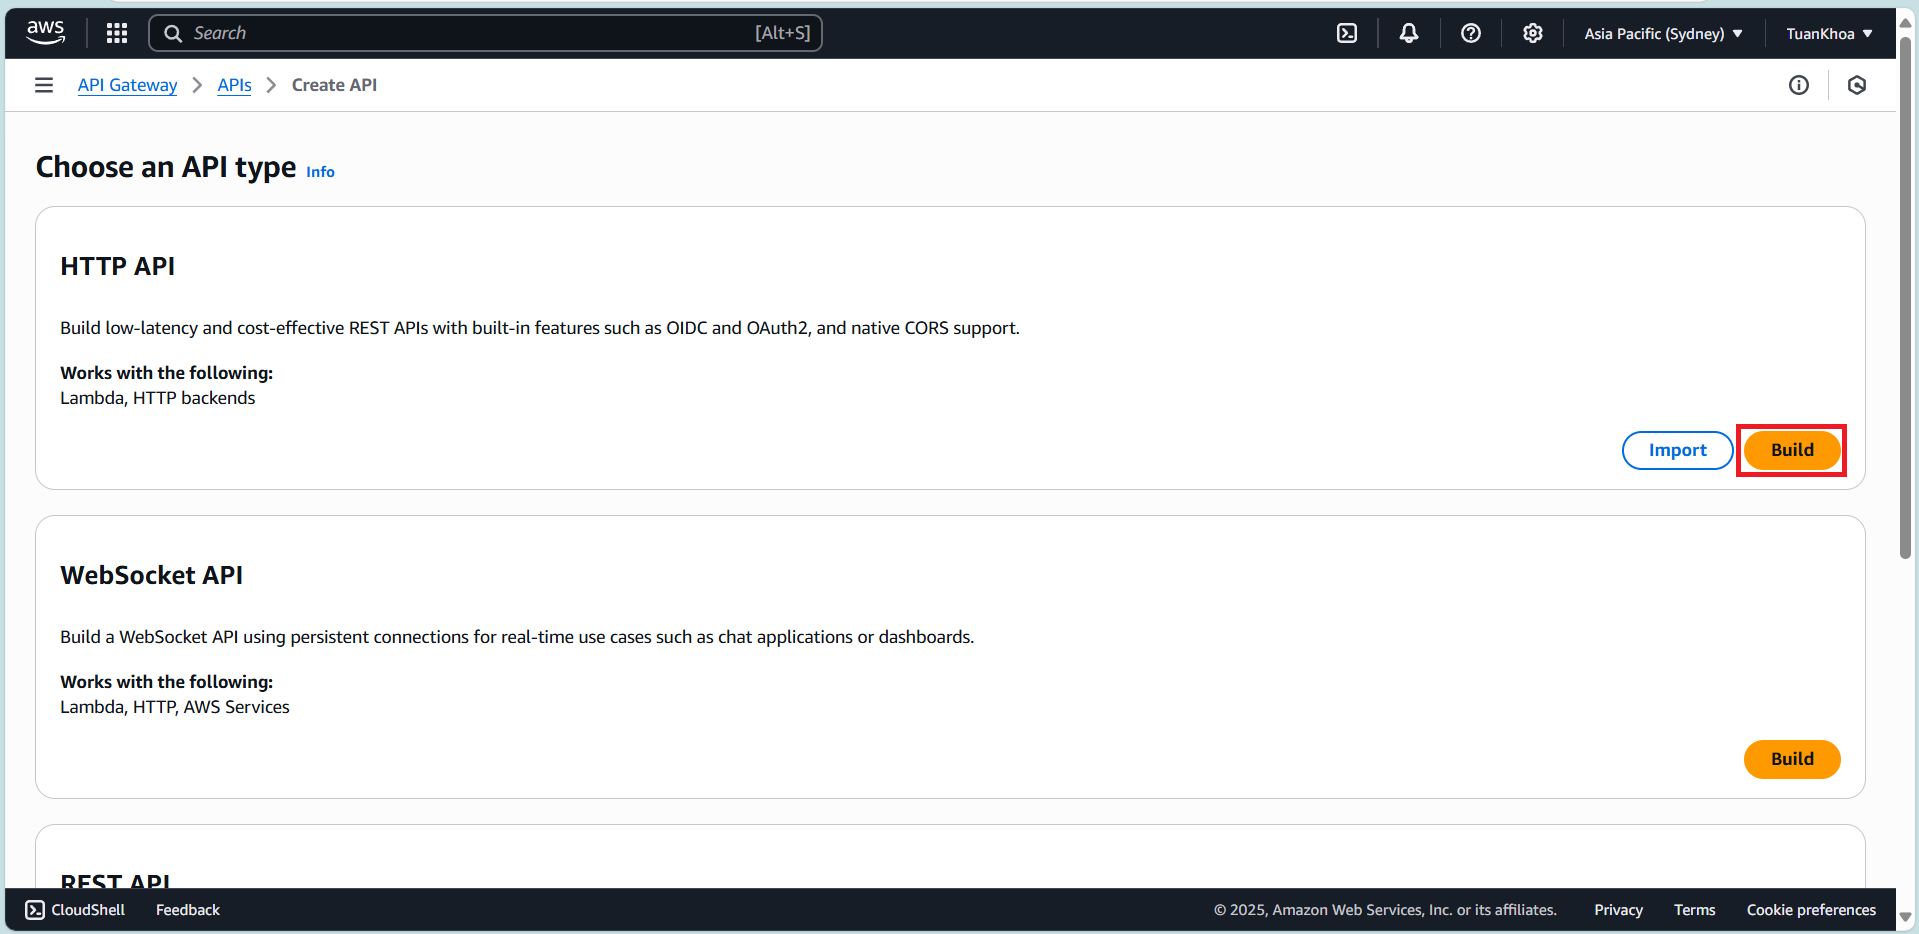 aws Search [Alt+S] Asia Pacific (Sydney) TuanKhoa
API Gateway APIs Create API
Choose an API type Info
HTTP API
Build low-latency and cost-effective REST APIs with built-in features such as OIDC and OAuth2, and native CORS support.
Works with the following:
Lambda, HTTP backends
Import Build
WebSocket API
Build a WebSocket API using persistent connections for real-time use cases such as chat applications or dashboards.
Works with the following:
Lambda, HTTP, AWS Services
Build
REST API
CloudShell Feedback © 2025, Amazon Web Services, Inc. or its affiliates. Privacy Terms Cookie preferences